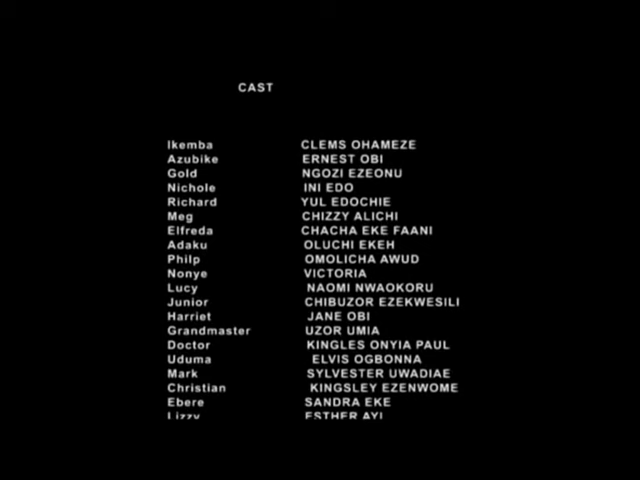 CAST
Ikemba CLEMS OHAMEZE
Azubike ERNEST OBI
Gold NGOZI EZEONU
Nichole INI EDO
Richard YUL EDOCHIE
Meg CHIZZY ALICHI
Elfreda CHACHA EKE FAANI
Adaku OLUCHI EKEH
Philp OMOLICHA AWUD
Nonye VICTORIA
Lucy NAOMI NWAOKORU
Junior CHIBUZOR EZEKWESILI
Harriet JANE OBI
Grandmaster UZOR UMIA
Doctor KINGLES ONYIA PAUL
Uduma ELVIS OGBONNA
Mark SYLVESTER UWADIAE
Christian KINGSLEY EZENWOME
Ebere SANDRA EKE
Lizzy ESTHER AYI